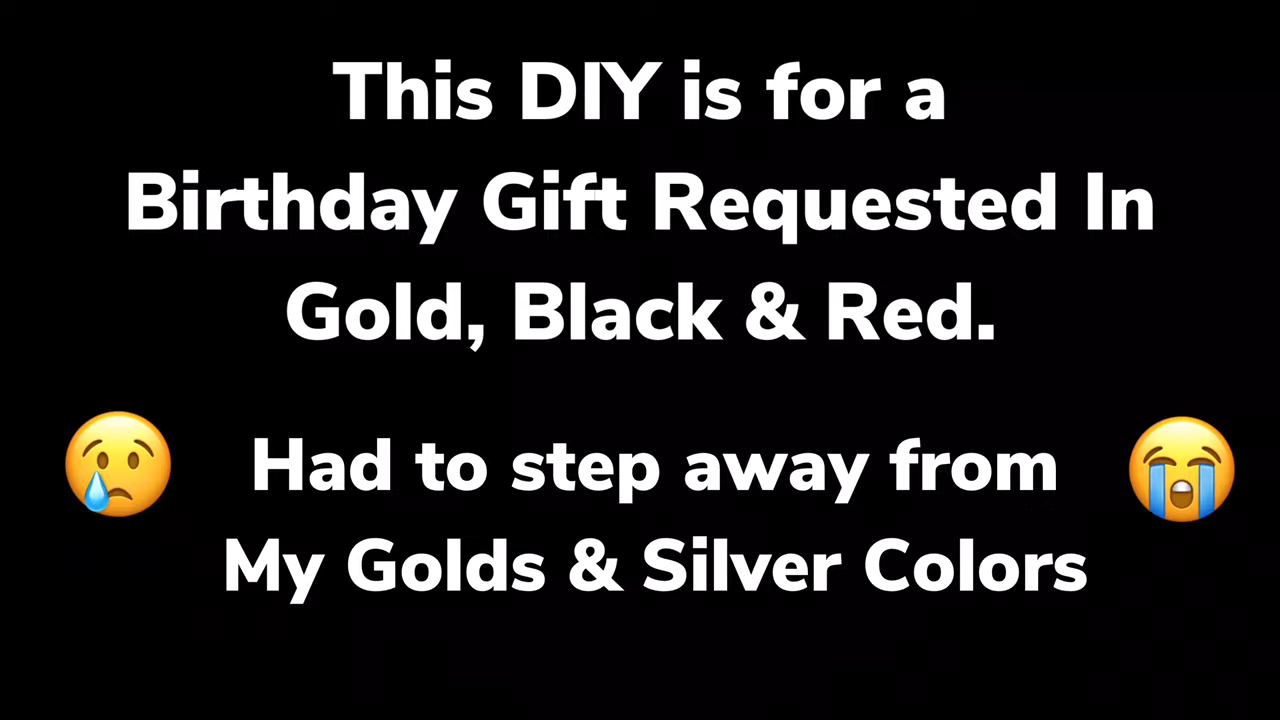 This DIY is for a
Birthday Gift Requested In
Gold, Black & Red.
Had to step away from
My Golds & Silver Colors